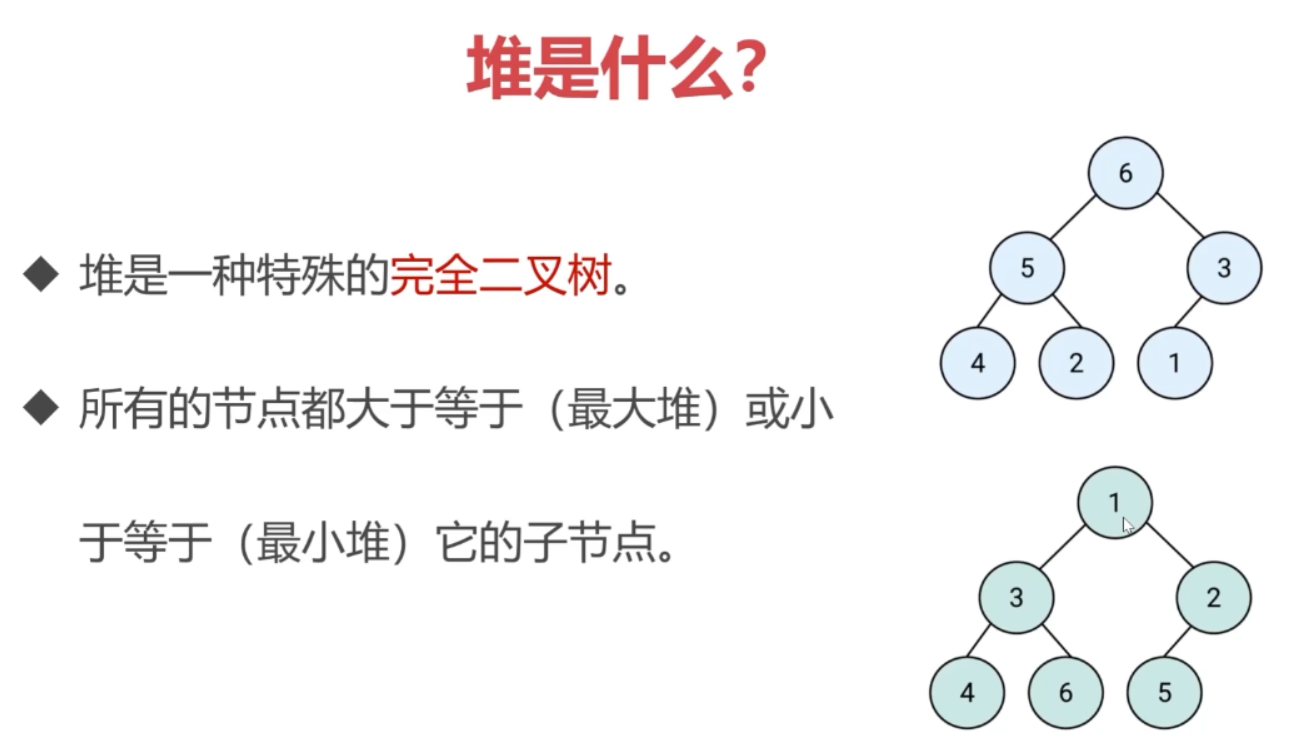 堆是什么？
◆ 堆是一种特殊的完全二叉树。
◆ 所有的节点都大于等于（最大堆）或小
于等于（最小堆）它的子节点。
6
5 3
4 2 1
1
3 2
4 6 5